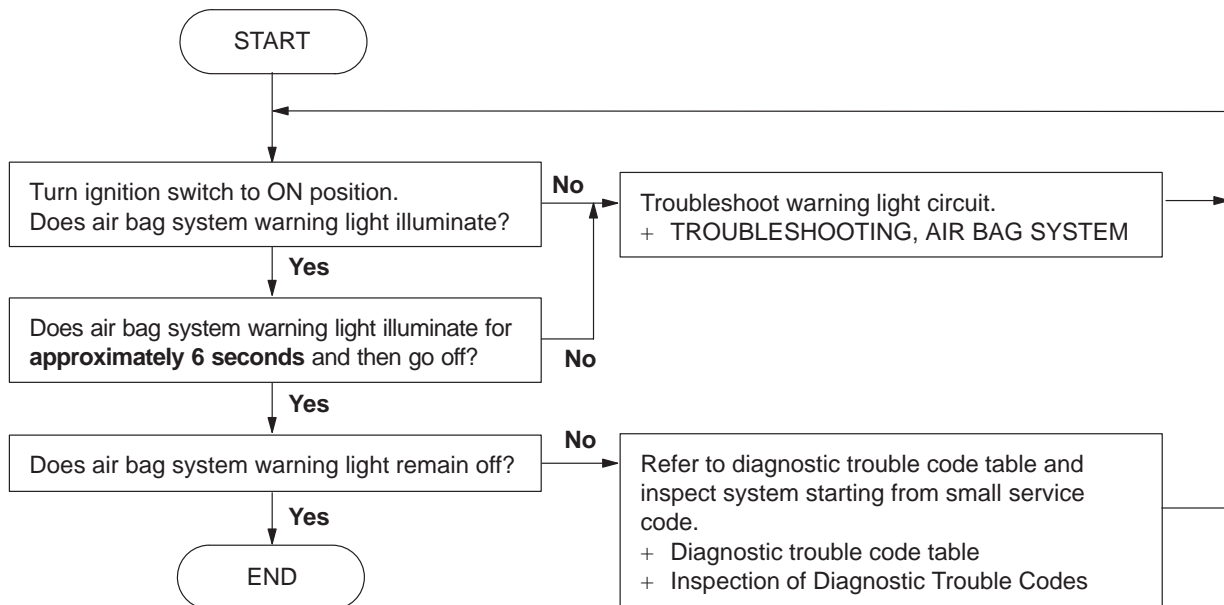 START
Turn ignition switch to ON position.
Does air bag system warning light illuminate?
No
Troubleshoot warning light circuit.
+ TROUBLESHOOTING, AIR BAG SYSTEM
Yes
Does air bag system warning light illuminate for
approximately 6 seconds and then go off?
No
Yes
Does air bag system warning light remain off?
No
Refer to diagnostic trouble code table and
inspect system starting from small service
code.
+ Diagnostic trouble code table
+ Inspection of Diagnostic Trouble Codes
Yes
END